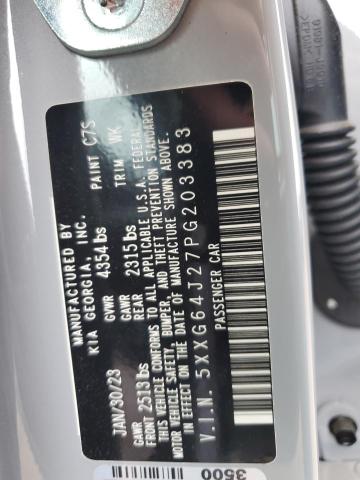 MANUFACTURED BY
KIA GEORGIA, INC.
JAN/30/23 GVWR 4354 lbs PAINT C7S
GAWR FRONT 2513 lbs GAWR REAR 2315 lbs TRIM WK
THIS VEHICLE CONFORMS TO ALL APPLICABLE U.S.A. FEDERAL
MOTOR VEHICLE SAFETY, BUMPER, AND THEFT PREVENTION STANDARDS
IN EFFECT ON THE DATE OF MANUFACTURE SHOWN ABOVE.
V.I.N. 5XXG64J27PG203383
PASSENGER CAR
3500